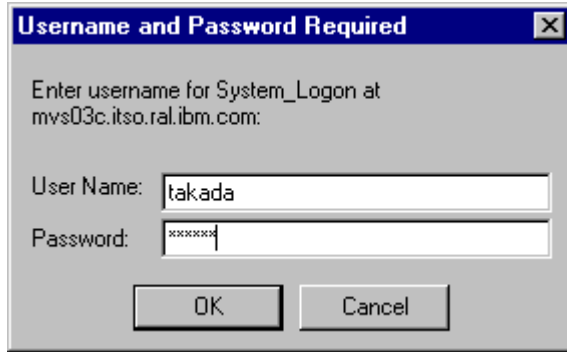 Username and Password Required
Enter username for System_Logon at
mvs03c.itso.ral.ibm.com:
User Name: takada
Password: ******
OK Cancel